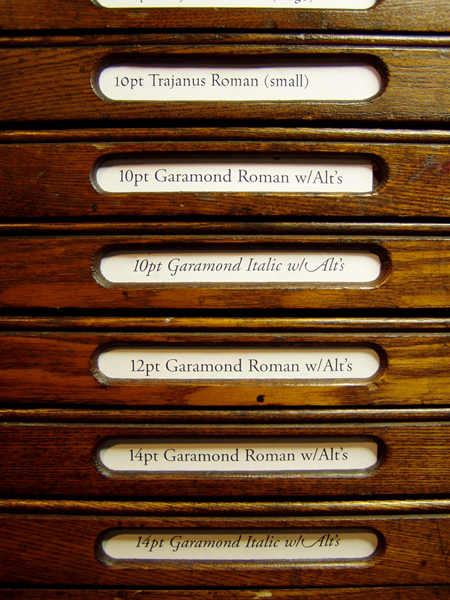 10pt Trajanus Roman (small)
10pt Garamond Roman w/Alt's
10pt Garamond Italic w/Alt's
12pt Garamond Roman w/Alt's
14pt Garamond Roman w/Alt's
14pt Garamond Italic w/Alt's